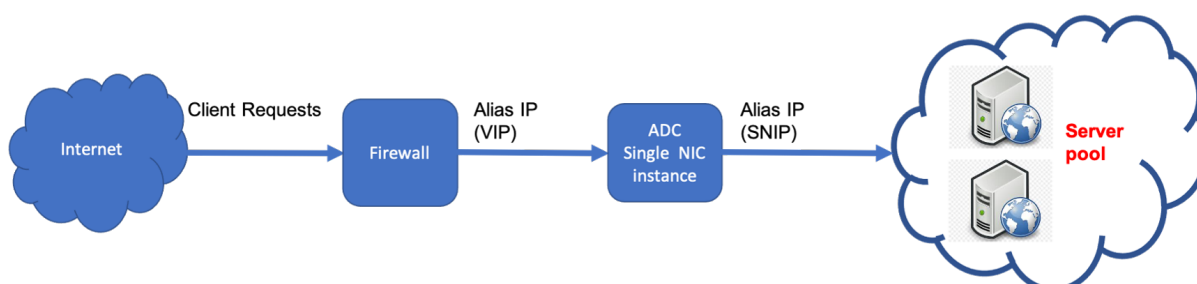 Internet
Client Requests
Firewall
Alias IP
(VIP)
ADC
Single NIC
instance
Alias IP
(SNIP)
Server
pool